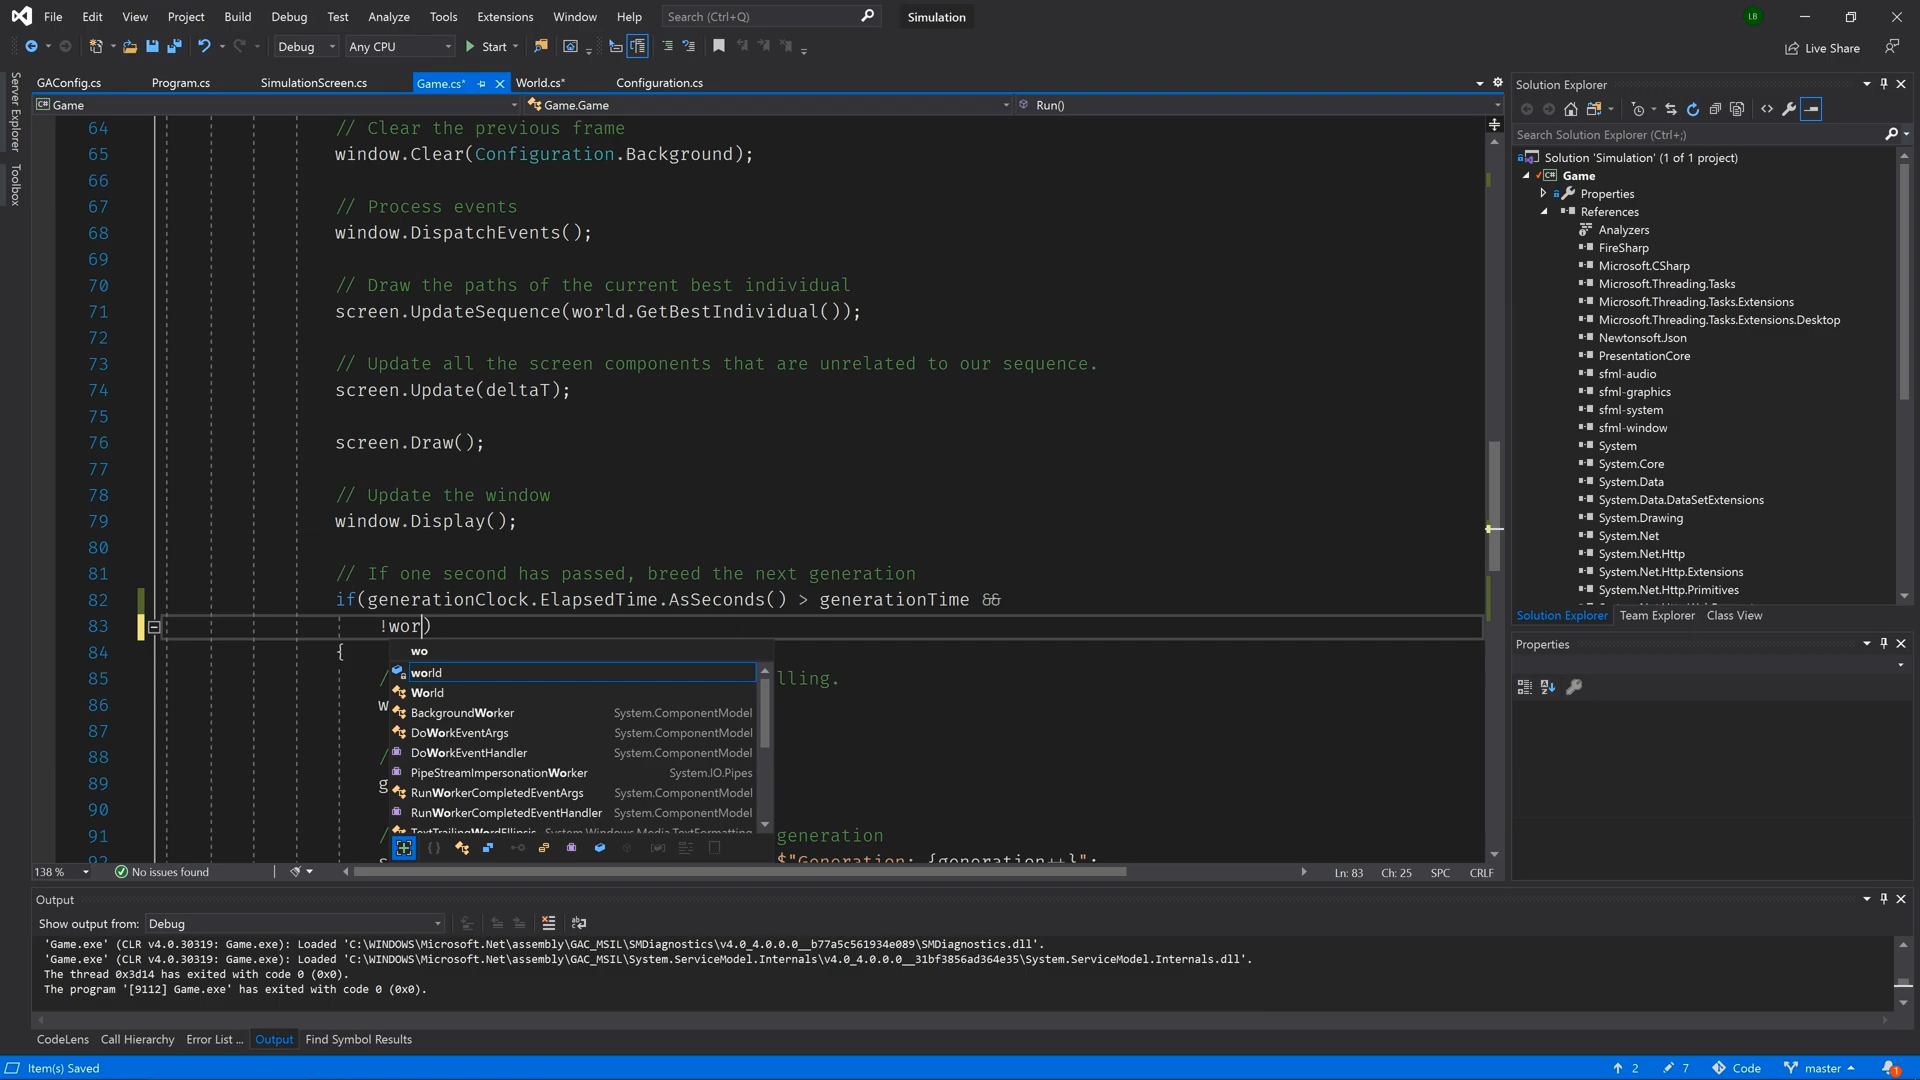 File Edit View Project Build Debug Test Analyze Tools Extensions Window Help Search (Ctrl+Q) Simulation LB
Debug Any CPU Start Live Share
Server Explorer
Toolbox
GAConfig.cs Program.cs SimulationScreen.cs Game.cs* World.cs* Configuration.cs
C# Game Game.Game Run()
64 // Clear the previous frame
65 window.Clear(Configuration.Background);
66
67 // Process events
68 window.DispatchEvents();
69
70 // Draw the paths of the current best individual
71 screen.UpdateSequence(world.GetBestIndividual());
72
73 // Update all the screen components that are unrelated to our sequence.
74 screen.Update(deltaT);
75
76 screen.Draw();
77
78 // Update the window
79 window.Display();
80
81 // If one second has passed, breed the next generation
82 if(generationClock.ElapsedTime.AsSeconds() > generationTime &&
83 !wor)
84 {
85 / lling.
86 w
87
88 /
89 g
90
91 / generation
92 s $"Generation: {generation++}";
wo
world
World
BackgroundWorker System.ComponentModel
DoWorkEventArgs System.ComponentModel
DoWorkEventHandler System.ComponentModel
PipeStreamImpersonationWorker System.IO.Pipes
RunWorkerCompletedEventArgs System.ComponentModel
RunWorkerCompletedEventHandler System.ComponentModel
TextTrailingWordEllipsis System.Windows.Media.TextFormatting
138 % No issues found Ln: 83 Ch: 25 SPC CRLF
Solution Explorer
Search Solution Explorer (Ctrl+;)
Solution 'Simulation' (1 of 1 project)
C# Game
Properties
References
Analyzers
FireSharp
Microsoft.CSharp
Microsoft.Threading.Tasks
Microsoft.Threading.Tasks.Extensions
Microsoft.Threading.Tasks.Extensions.Desktop
Newtonsoft.Json
PresentationCore
sfml-audio
sfml-graphics
sfml-system
sfml-window
System
System.Core
System.Data
System.Data.DataSetExtensions
System.Drawing
System.Net
System.Net.Http
System.Net.Http.Extensions
System.Net.Http.Primitives
Solution Explorer Team Explorer Class View
Properties
Output
Show output from: Debug
'Game.exe' (CLR v4.0.30319: Game.exe): Loaded 'C:\WINDOWS\Microsoft.Net\assembly\GAC_MSIL\SMDiagnostics\v4.0_4.0.0.0__b77a5c561934e089\SMDiagnostics.dll'.
'Game.exe' (CLR v4.0.30319: Game.exe): Loaded 'C:\WINDOWS\Microsoft.Net\assembly\GAC_MSIL\System.ServiceModel.Internals\v4.0_4.0.0.0__31bf3856ad364e35\System.ServiceModel.Internals.dll'.
The thread 0x3d14 has exited with code 0 (0x0).
The program '[9112] Game.exe' has exited with code 0 (0x0).
CodeLens Call Hierarchy Error List ... Output Find Symbol Results
Item(s) Saved 2 7 Code master 1